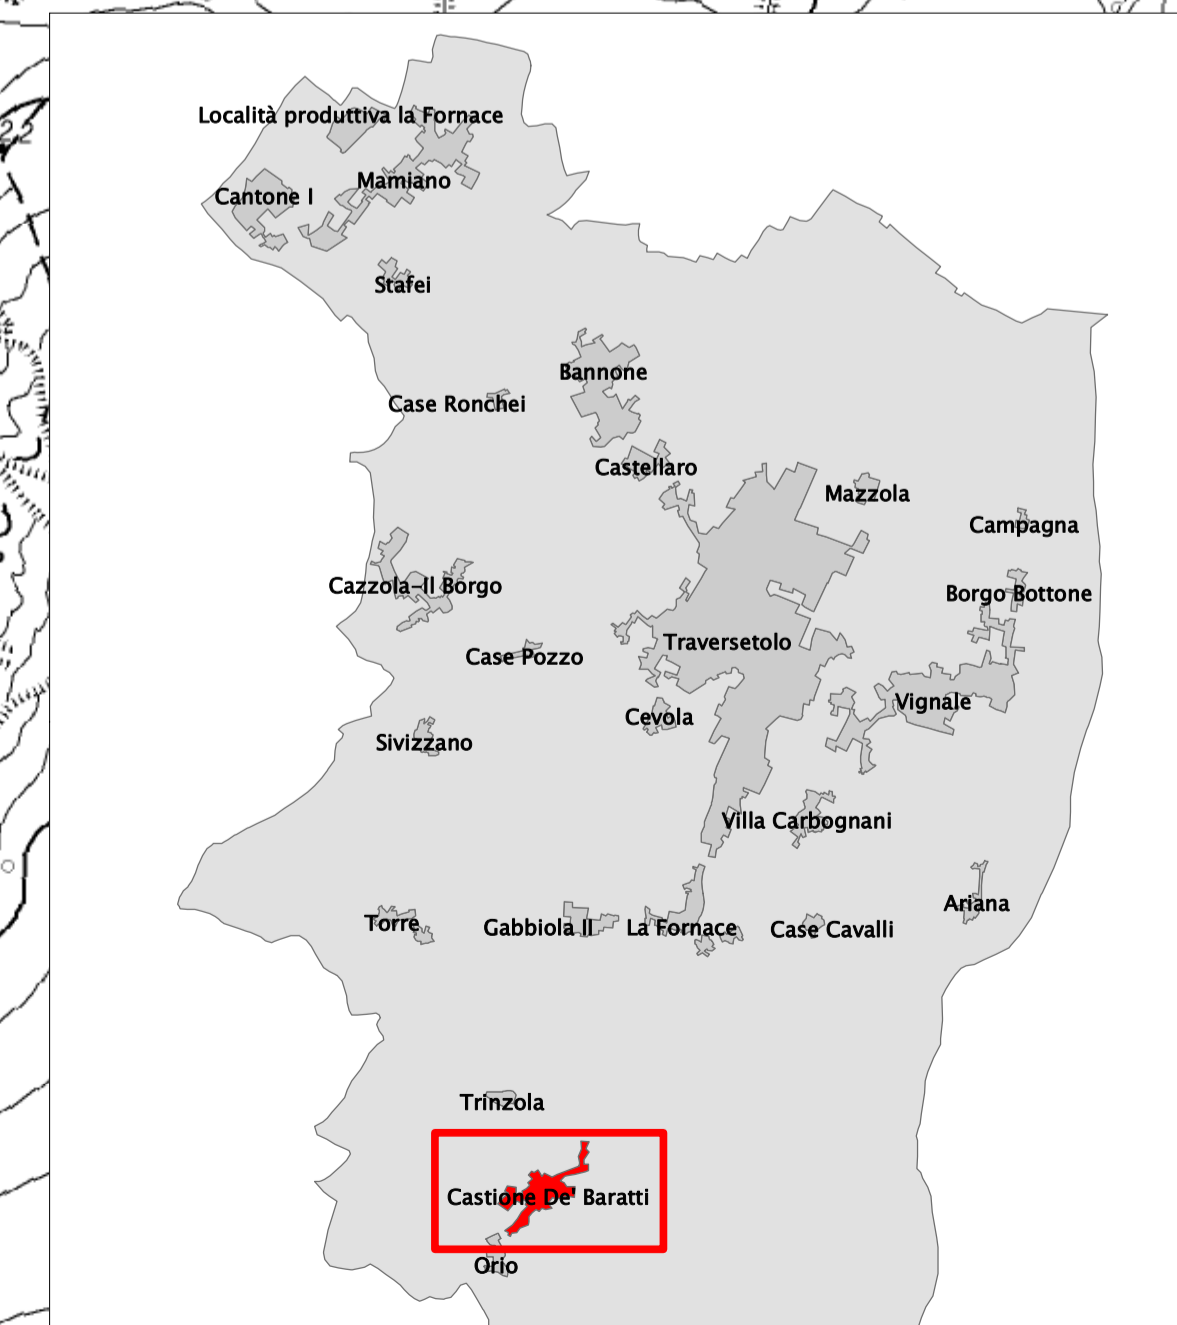 Località produttiva la Fornace
Mamiano
Cantone I
Stafei
Bannone
Case Ronchei
Castellaro
Mazzola
Campagna
Cazzola-Il Borgo
Borgo Bottone
Traversetolo
Case Pozzo
Vignale
Cevola
Sivizzano
Villa Carbognani
Ariana
Torre
Gabbiola II
La Fornace
Case Cavalli
Trinzola
Castione De' Baratti
Orio